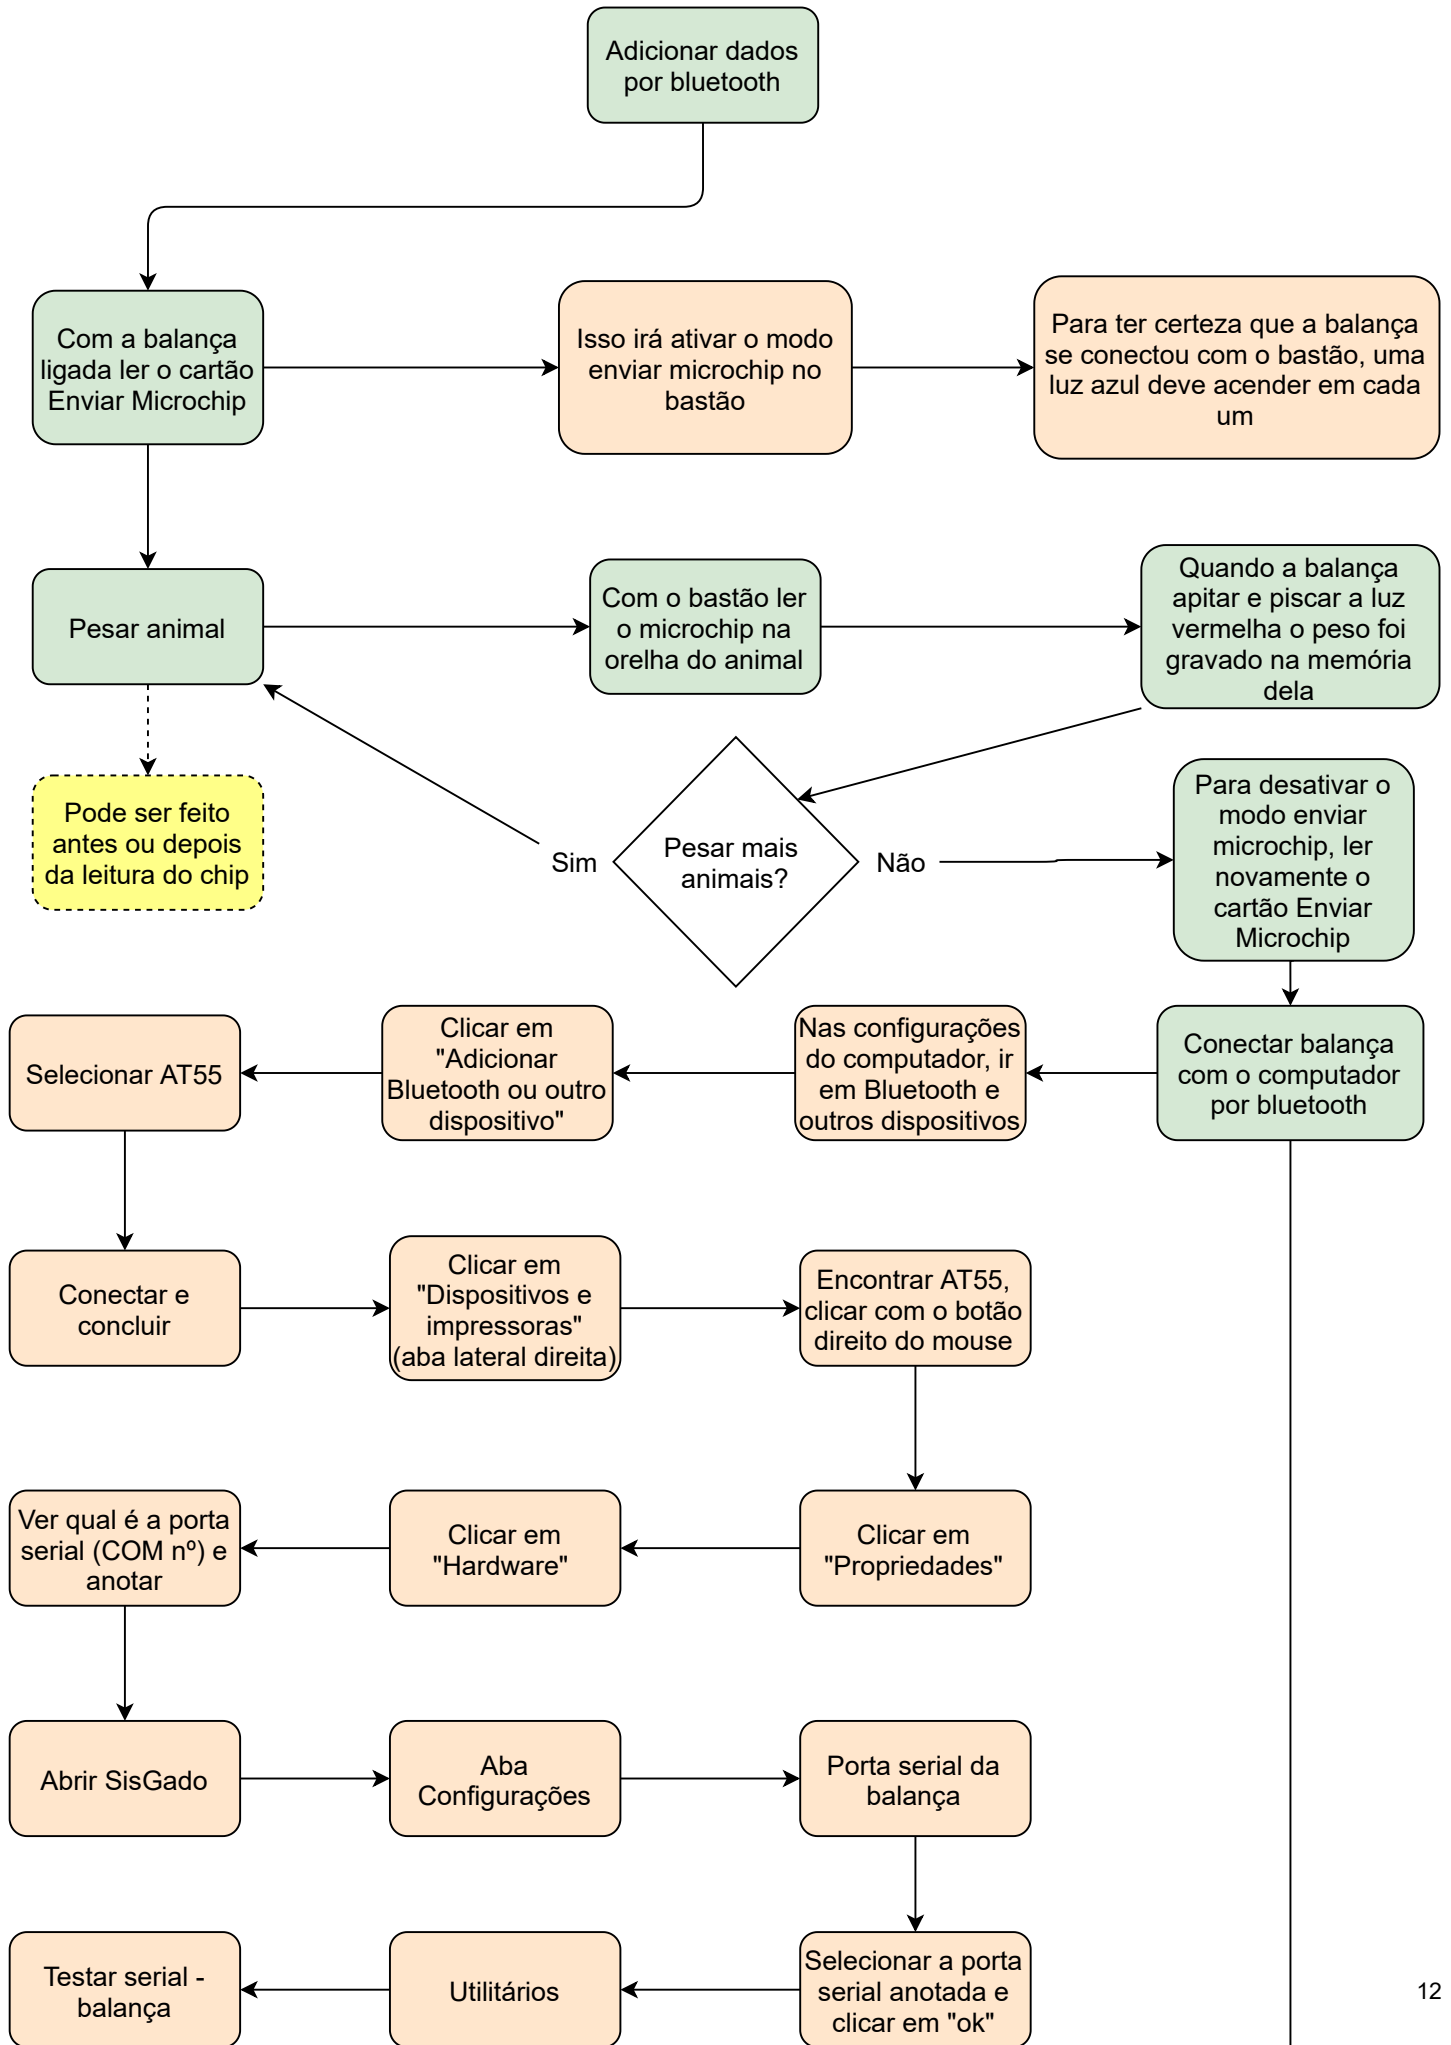 Adicionar dados
por bluetooth
Com a balança
ligada ler o cartão
Enviar Microchip
Isso irá ativar o modo
enviar microchip no
bastão
Para ter certeza que a balança
se conectou com o bastão, uma
luz azul deve acender em cada
um
Pesar animal
Com o bastão ler
o microchip na
orelha do animal
Quando a balança
apitar e piscar a luz
vermelha o peso foi
gravado na memória
dela
Pode ser feito
antes ou depois
da leitura do chip
Sim
Pesar mais
animais?
Não
Para desativar o
modo enviar
microchip, ler
novamente o
cartão Enviar
Microchip
Conectar balança
com o computador
por bluetooth
Nas configurações
do computador, ir
em Bluetooth e
outros dispositivos
Clicar em
"Adicionar
Bluetooth ou outro
dispositivo"
Selecionar AT55
Conectar e
concluir
Clicar em
"Dispositivos e
impressoras"
(aba lateral direita)
Encontrar AT55,
clicar com o botão
direito do mouse
Clicar em
"Propriedades"
Clicar em
"Hardware"
Ver qual é a porta
serial (COM nº) e
anotar
Abrir SisGado
Aba
Configurações
Porta serial da
balança
Selecionar a porta
serial anotada e
clicar em "ok"
Utilitários
Testar serial -
balança
12